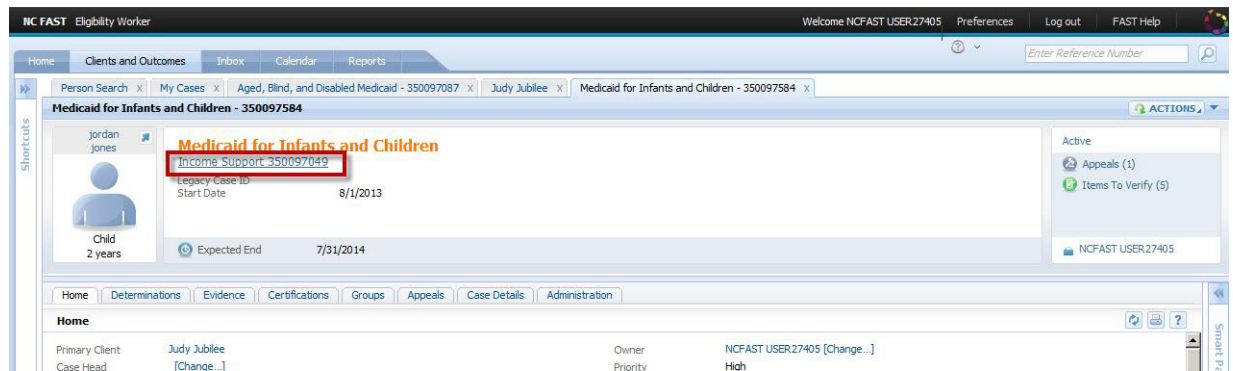 NC FAST Eligibility Worker
Welcome NCFAST USER27405 Preferences Log out FAST Help
Home Clients and Outcomes Inbox Calendar Reports
Enter Reference Number
Person Search x My Cases x Aged, Blind, and Disabled Medicaid - 350097087 x Judy Jubilee x Medicaid for Infants and Children - 350097584 x
Medicaid for Infants and Children - 350097584
ACTIONS
Shortcuts
jordan
jones
Child
2 years
Medicaid for Infants and Children
Income Support 350097049
Legacy Case ID
Start Date 8/1/2013
Expected End 7/31/2014
Active
Appeals (1)
Items To Verify (5)
NCFAST USER27405
Home Determinations Evidence Certifications Groups Appeals Case Details Administration
Home
?
Primary Client Judy Jubilee
Owner NCFAST USER27405 [Change...]
Case Head [Change...]
Priority High
Smart Pa